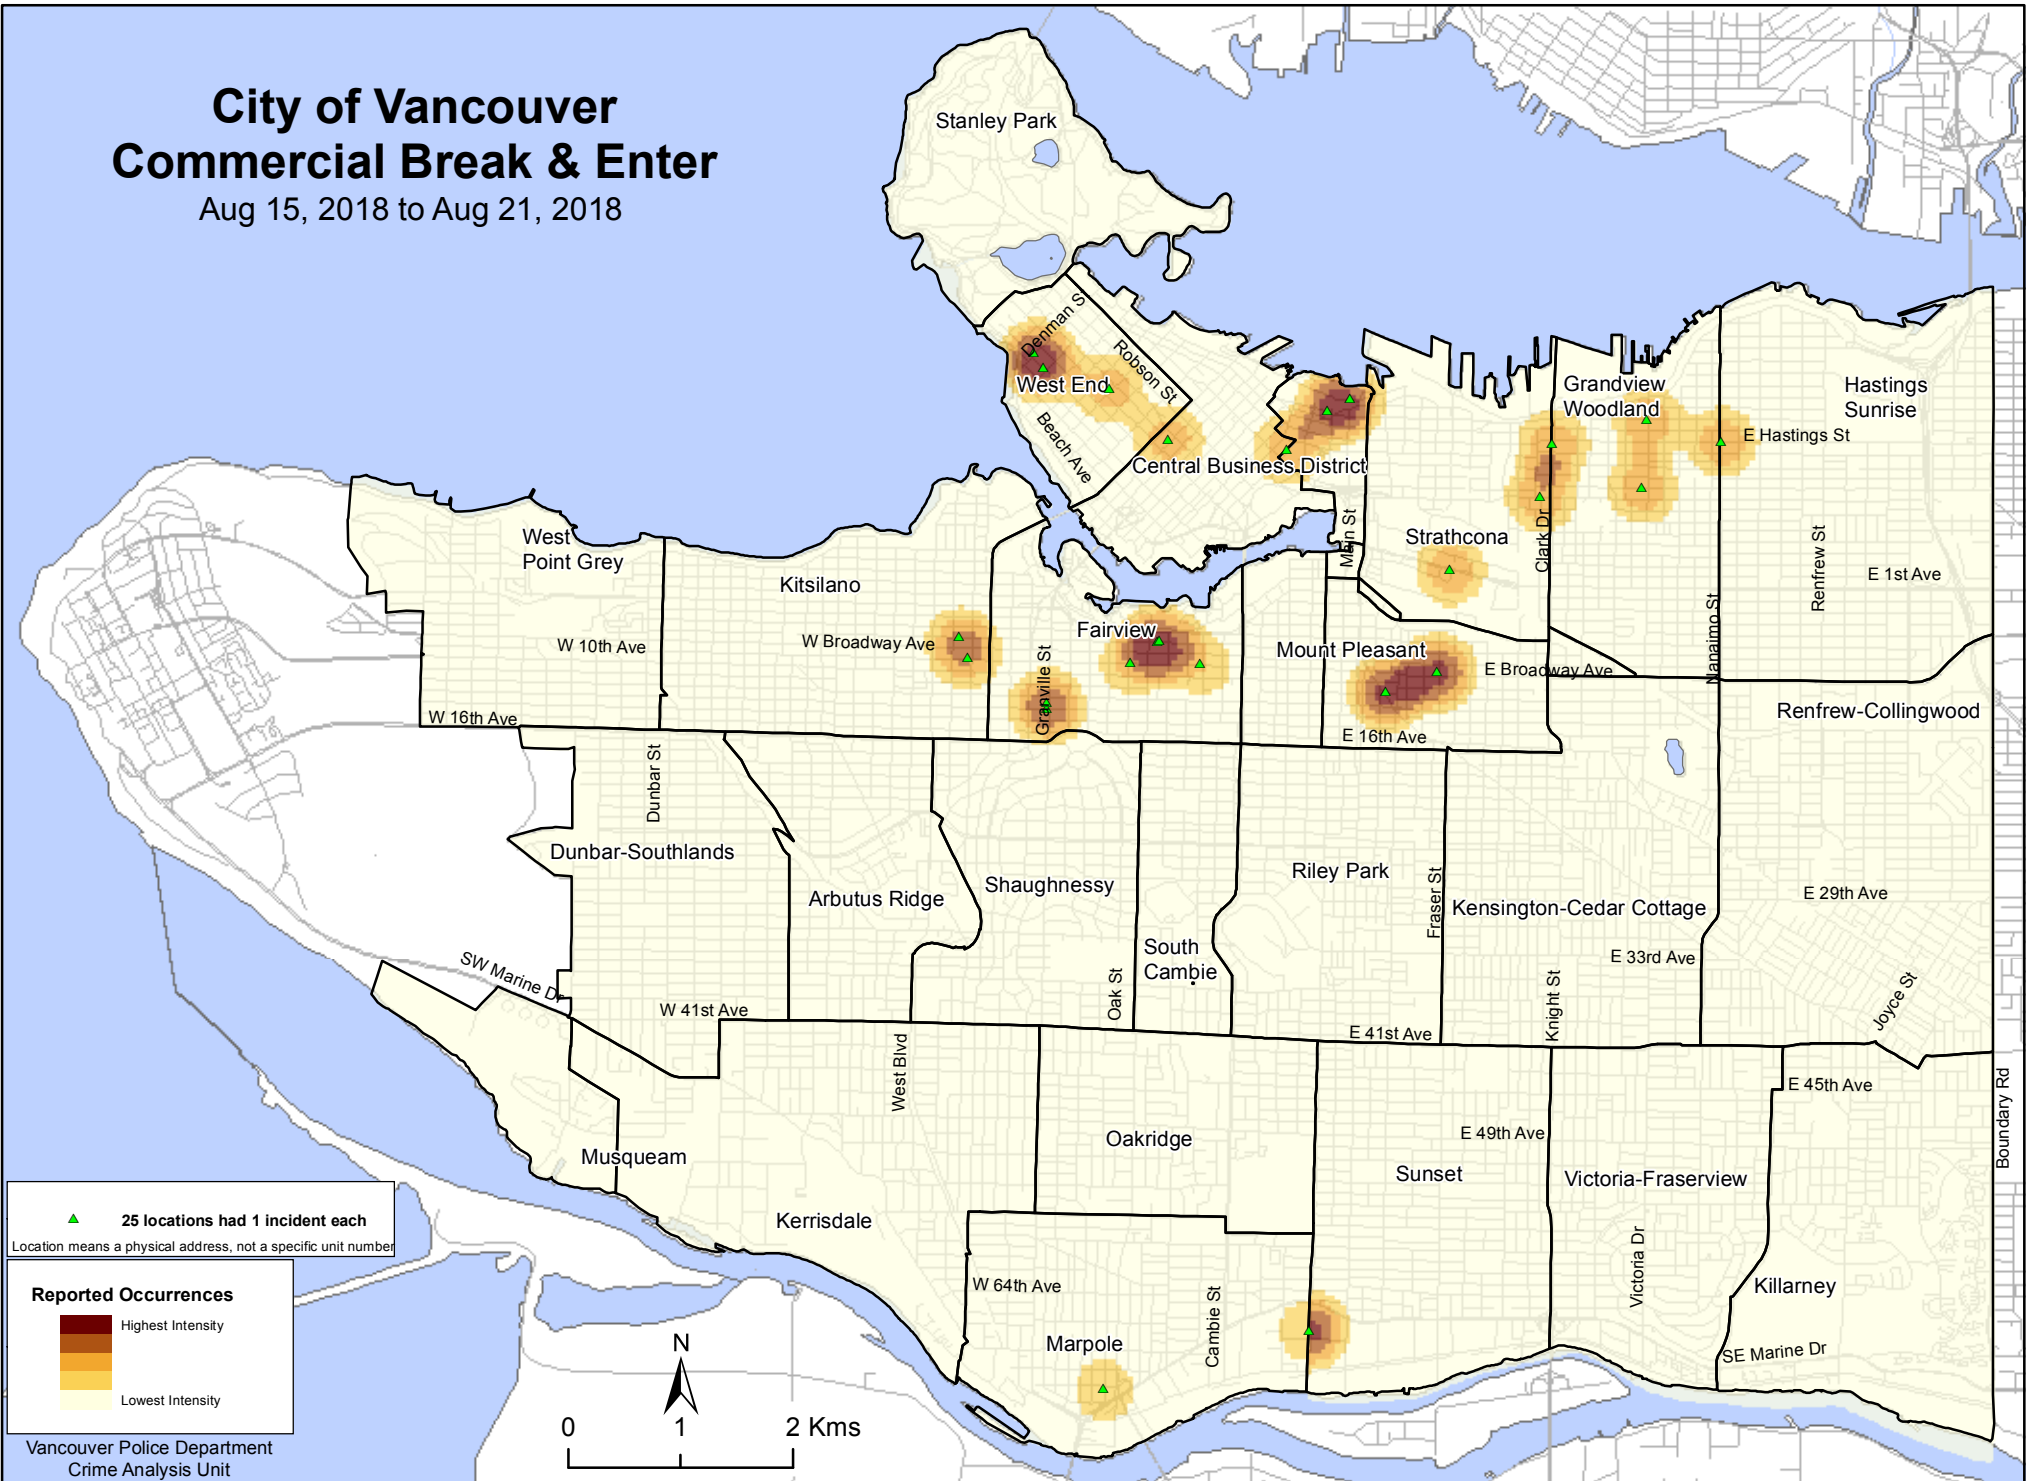 City of Vancouver
Commercial Break & Enter
Aug 15, 2018 to Aug 21, 2018
Stanley Park
Denman S
Robson St
West End
Beach Ave
Central Business District
Grandview
Woodland
Hastings
Sunrise
E Hastings St
Main St
Strathcona
Clark Dr
Nanaimo St
Renfrew St
E 1st Ave
West
Point Grey
Kitsilano
W 10th Ave
W Broadway Ave
Fairview
Granville St
Mount Pleasant
E Broadway Ave
W 16th Ave
E 16th Ave
Renfrew-Collingwood
Dunbar St
Dunbar-Southlands
Arbutus Ridge
Shaughnessy
South
Cambie
Oak St
Riley Park
Fraser St
Kensington-Cedar Cottage
E 29th Ave
E 33rd Ave
Knight St
Joyce St
SW Marine Dr
W 41st Ave
E 41st Ave
West Blvd
E 45th Ave
Boundary Rd
Musqueam
Oakridge
E 49th Ave
Sunset
Victoria-Fraserview
Kerrisdale
W 64th Ave
Cambie St
Victoria Dr
Killarney
Marpole
SE Marine Dr
25 locations had 1 incident each
Location means a physical address, not a specific unit number
Reported Occurrences
Highest Intensity
Lowest Intensity
N
0 1 2 Kms
Vancouver Police Department
Crime Analysis Unit